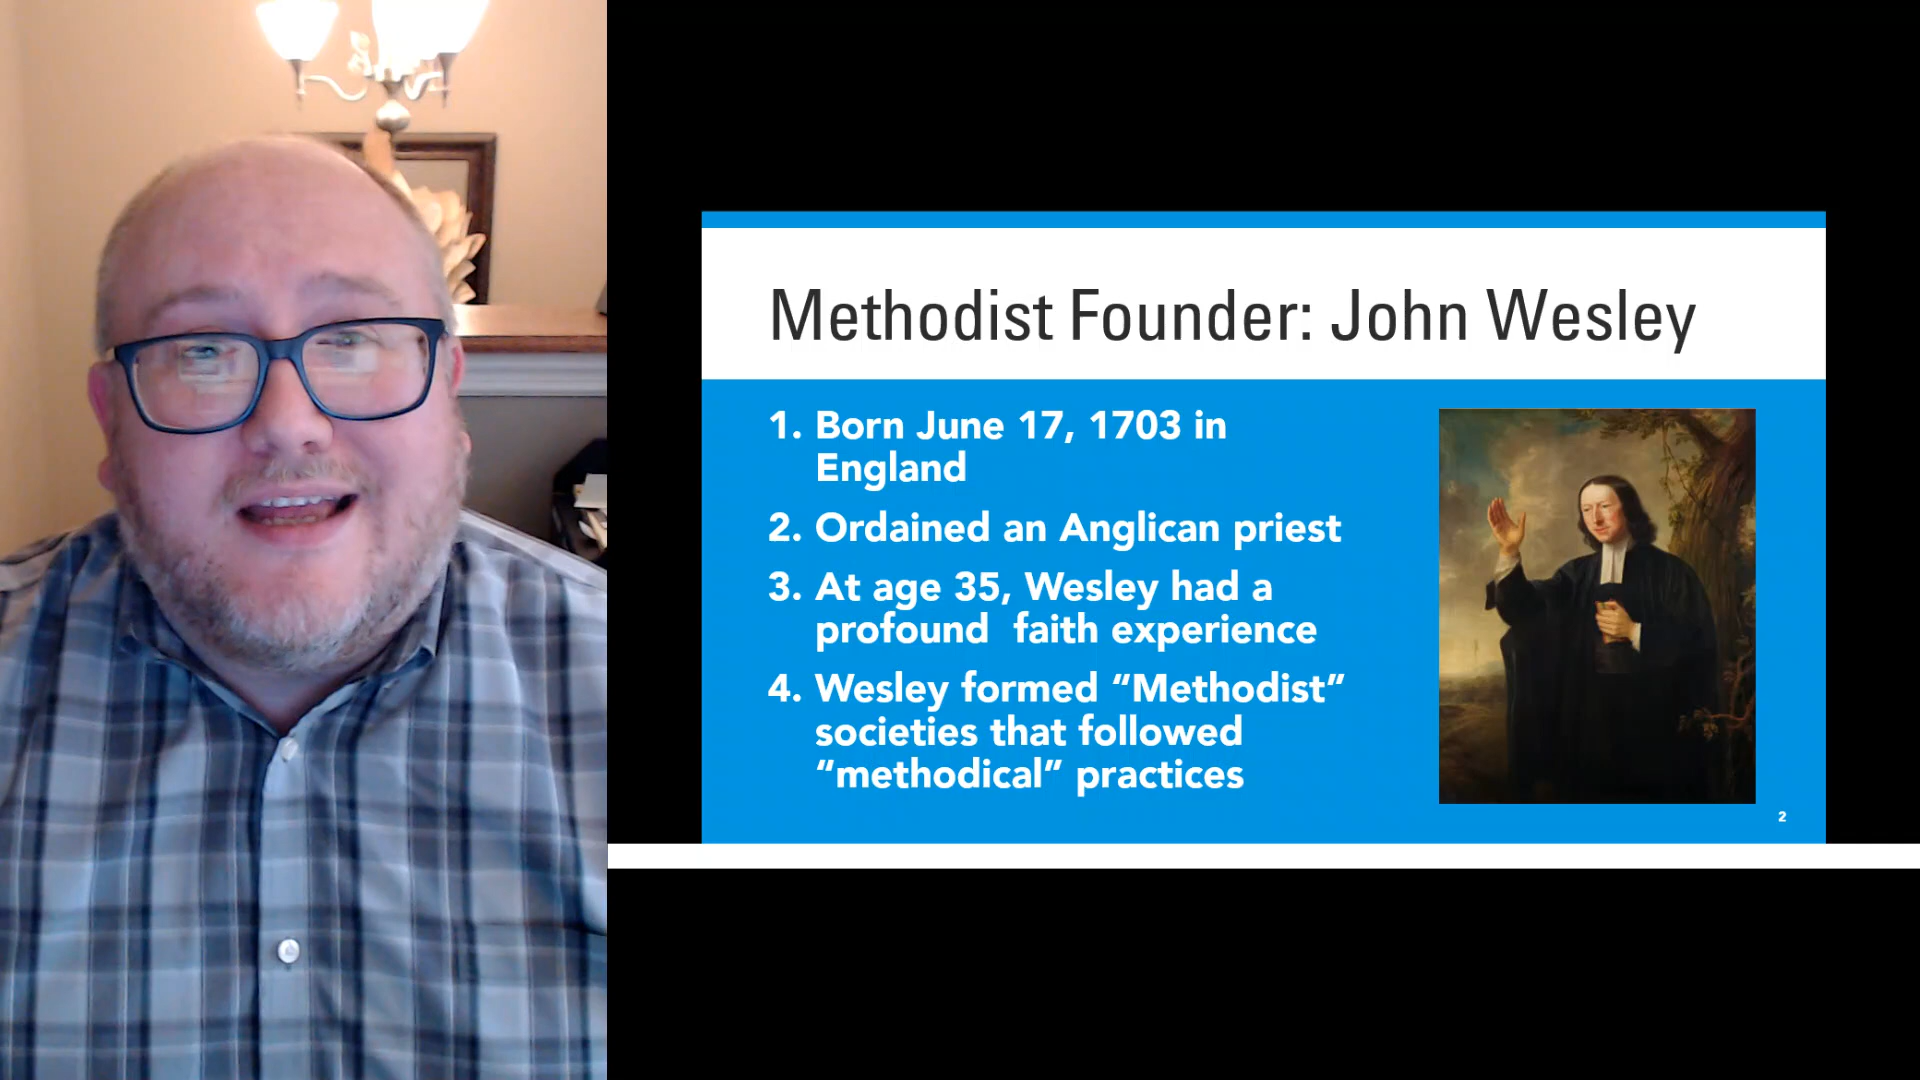 Methodist Founder: John Wesley
1. Born June 17, 1703 in
England
2. Ordained an Anglican priest
3. At age 35, Wesley had a
profound  faith experience
4. Wesley formed “Methodist”
societies that followed
“methodical” practices
2